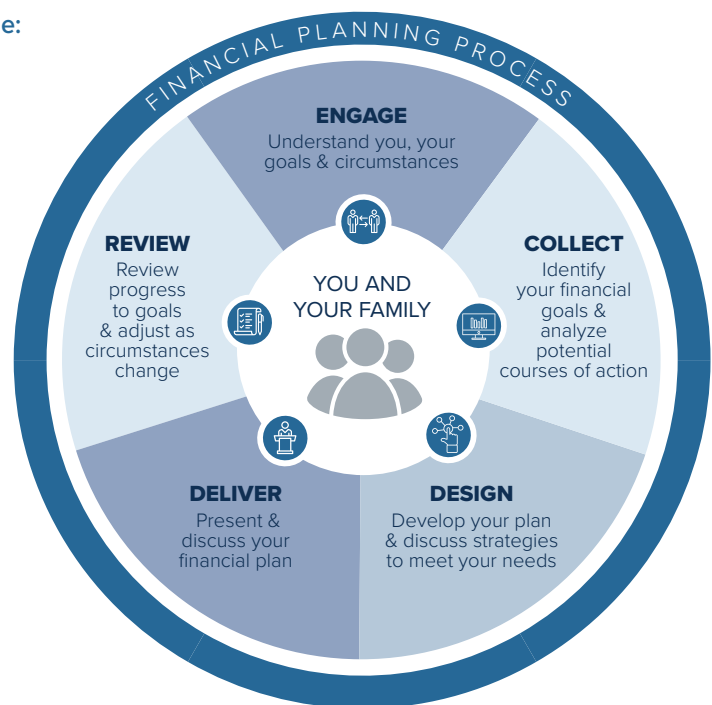 e:
FINANCIAL PLANNING PROCESS
ENGAGE
Understand you, your
goals & circumstances
COLLECT
Identify
your financial
goals &
analyze
potential
courses of action
DESIGN
Develop your plan
& discuss strategies
to meet your needs
DELIVER
Present &
discuss your
financial plan
REVIEW
Review
progress
to goals
& adjust as
circumstances
change
YOU AND
YOUR FAMILY